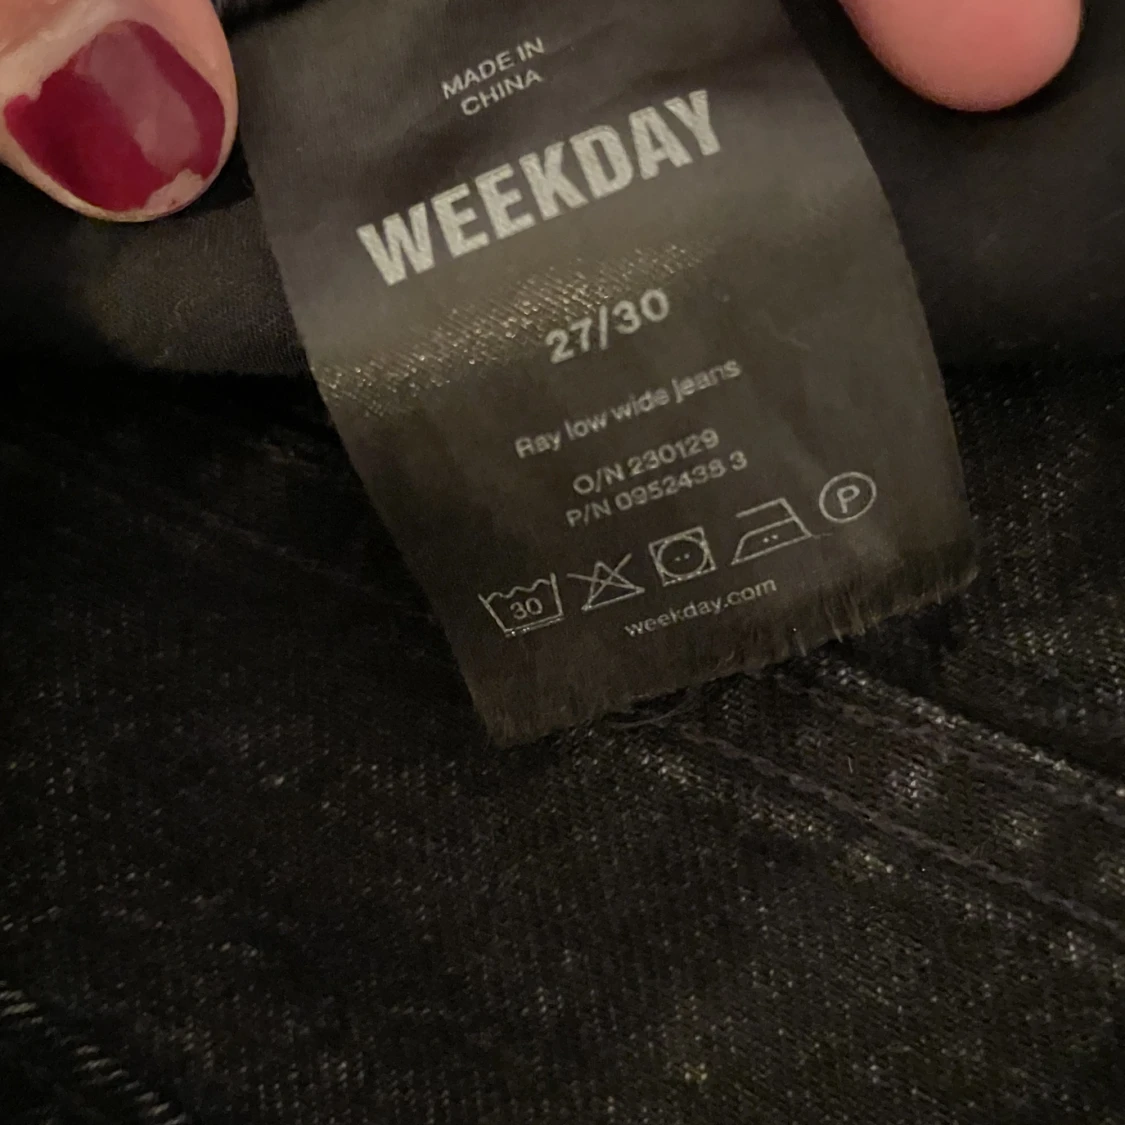 MADE IN
CHINA
WEEKDAY
27/30
Ray low wide jeans
O/N 230129
P/N 0952438 3
30 P
weekday.com